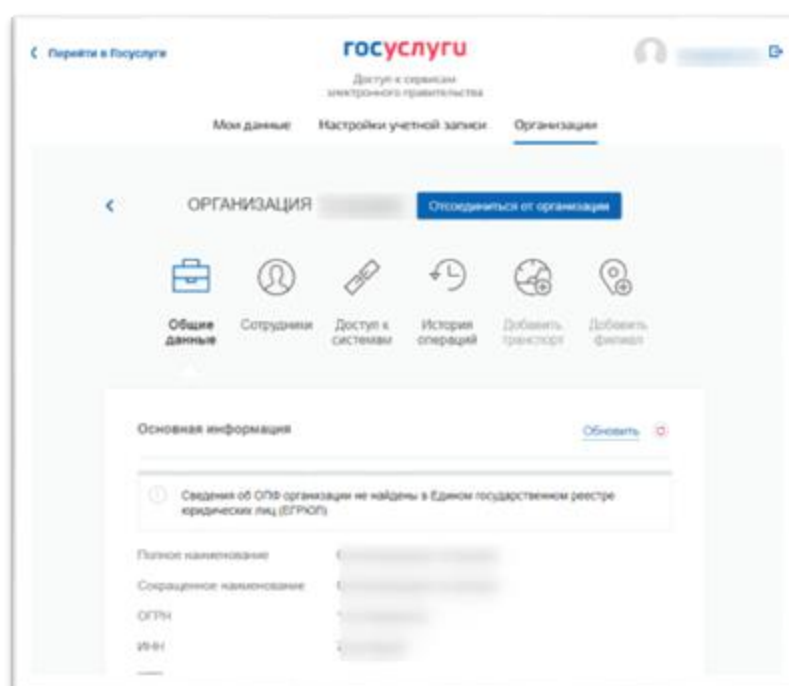 Перейти в Госуслуги
госуслуги
Доступ к сервисам
электронного правительства
Мои данные Настройки учетной записи Организации
ОРГАНИЗАЦИЯ
Отсоединиться от организации
Общие
данные
Сотрудники
Доступ к
системам
История
операций
Добавить
транспорт
Добавить
филиал
Основная информация
Обновить
Сведения об ОПФ организации не найдены в Едином государственном реестре
юридических лиц (ЕГРЮЛ)
Полное наименование
Сокращенное наименование
ОГРН
ИНН